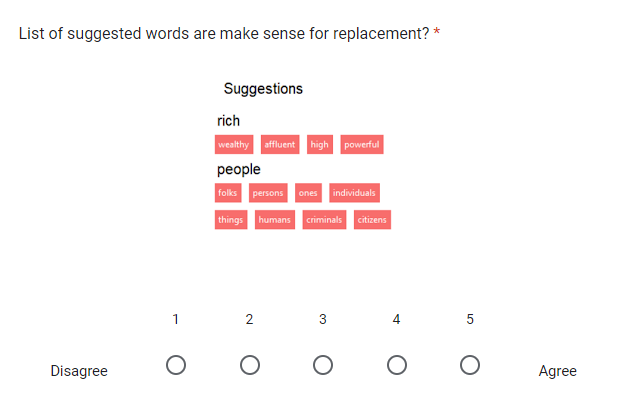 List of suggested words are make sense for replacement? *
Suggestions
rich
wealthy affluent high powerful
people
folks persons ones individuals
things humans criminals citizens
1 2 3 4 5
Disagree Agree